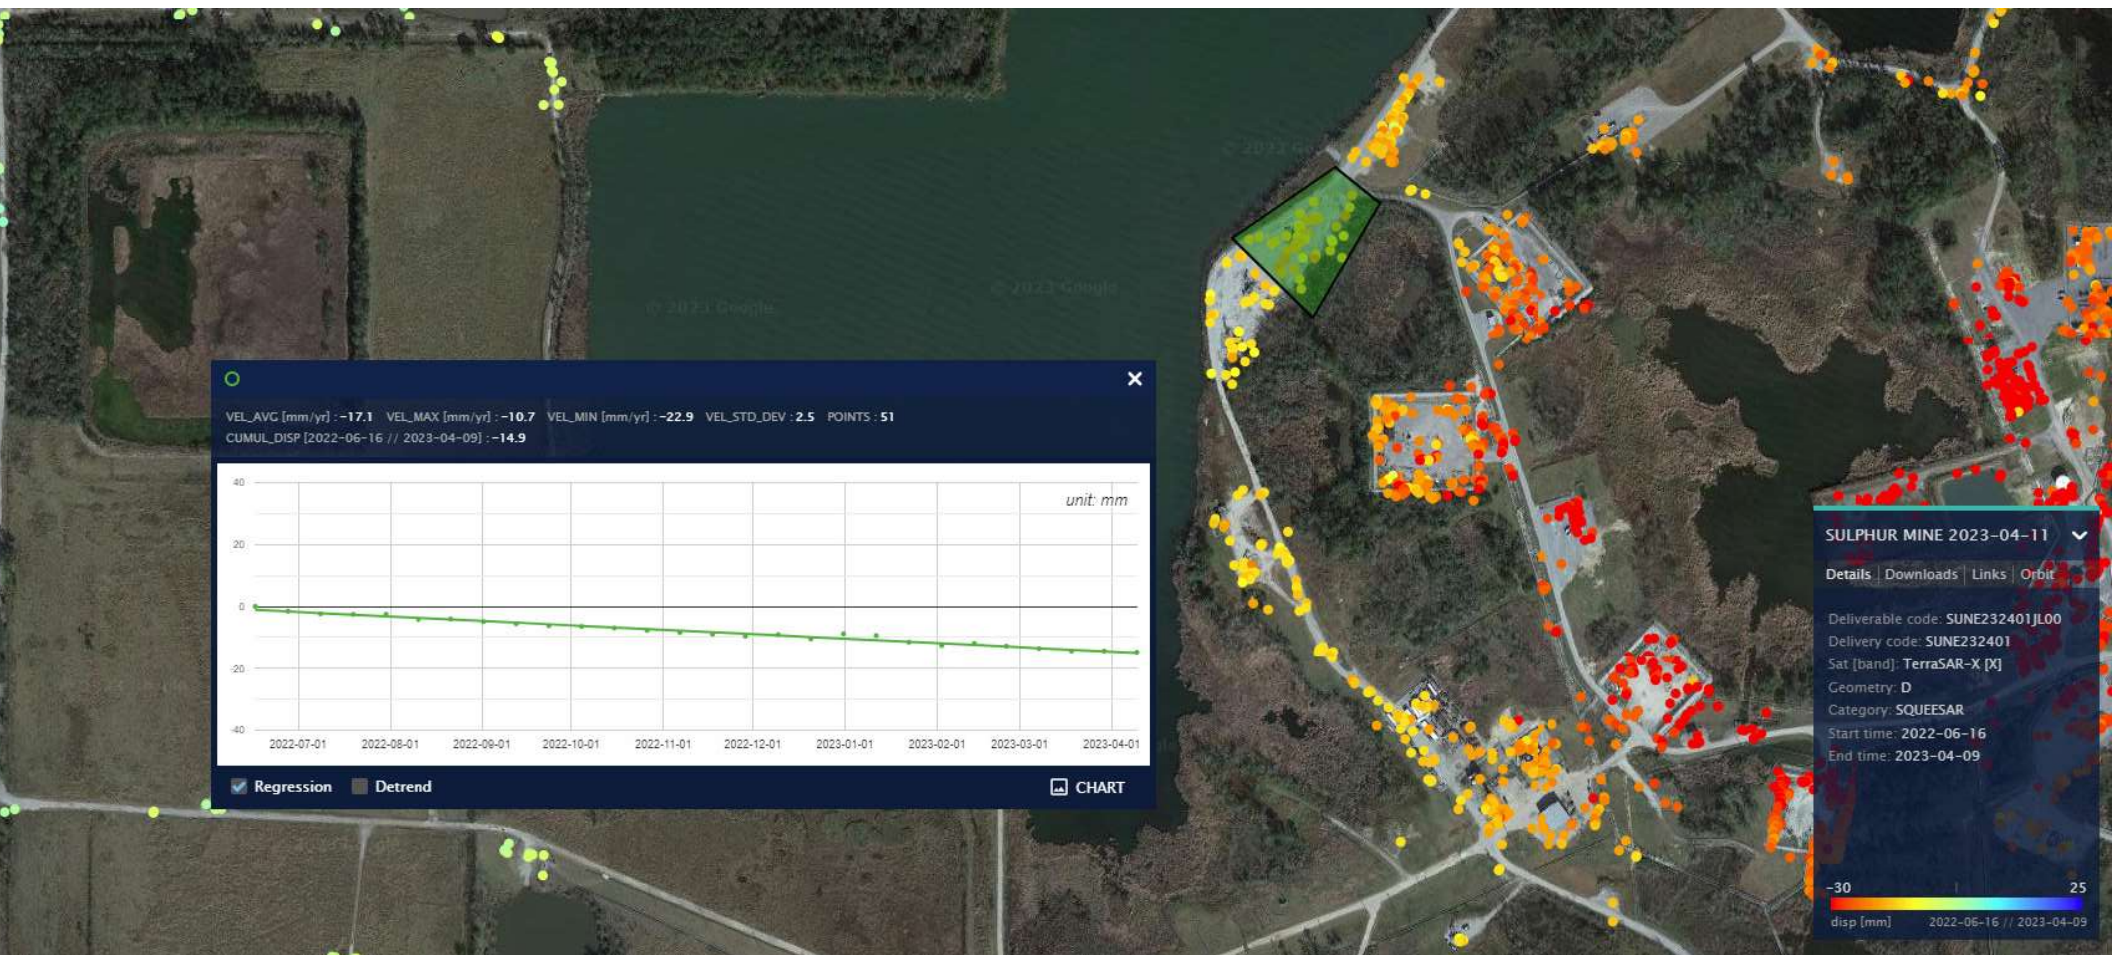 © 2023 Google
© 2023 Google
VEL_AVG [mm/yr] : -17.1 VEL_MAX [mm/yr] : -10.7 VEL_MIN [mm/yr] : -22.9 VEL_STD_DEV : 2.5 POINTS : 51
CUMUL_DISP [2022-06-16 // 2023-04-09] : -14.9
unit: mm
40
20
0
-20
-40
2022-07-01 2022-08-01 2022-09-01 2022-10-01 2022-11-01 2022-12-01 2023-01-01 2023-02-01 2023-03-01 2023-04-01
Regression Detrend CHART
SULPHUR MINE 2023-04-11
Details | Downloads | Links | Orbit
Deliverable code: SUNE232401JL00
Delivery code: SUNE232401
Sat [band]: TerraSAR-X [X]
Geometry: D
Category: SQUEESAR
Start time: 2022-06-16
End time: 2023-04-09
-30 25
disp [mm] 2022-06-16 // 2023-04-09